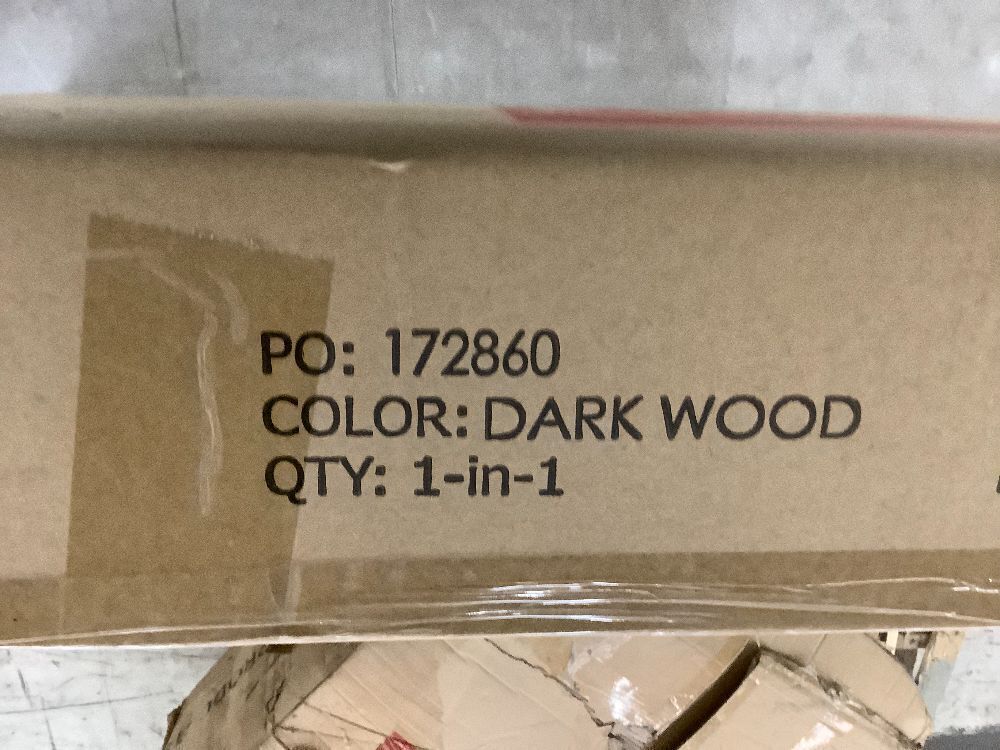 PO: 172860
COLOR: DARK WOOD
QTY: 1-in-1